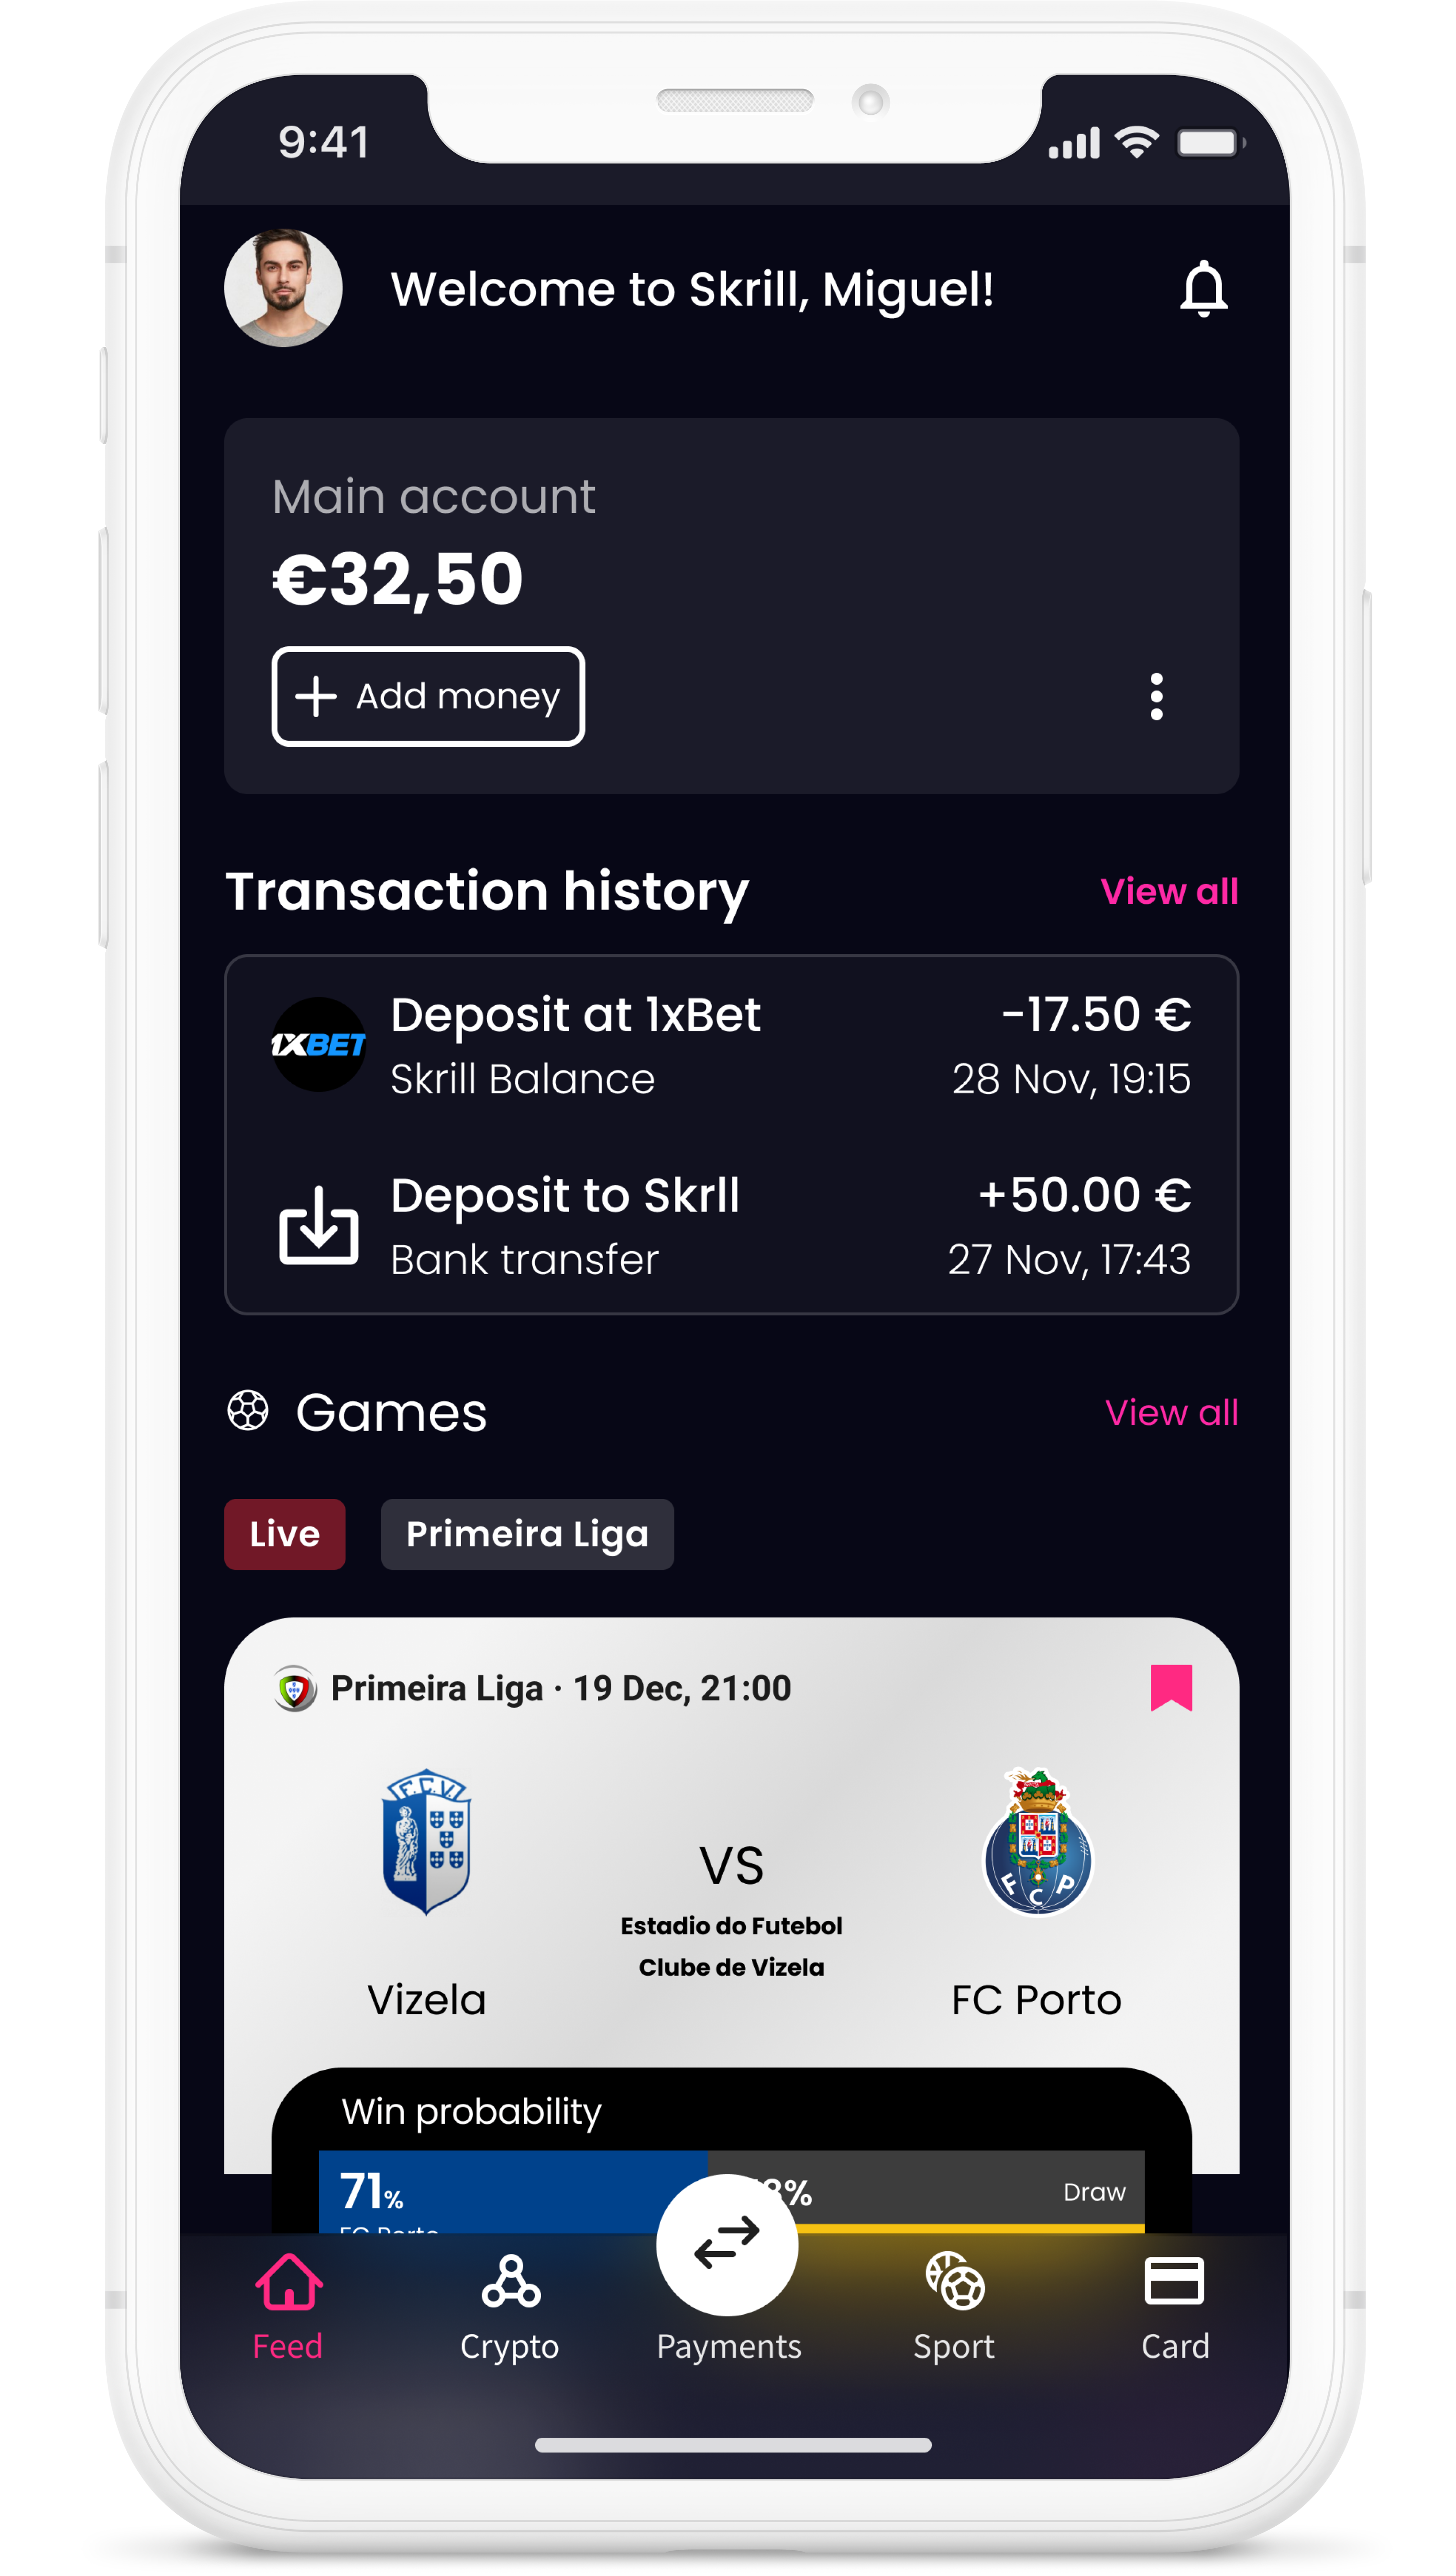 9:41
Welcome to Skrill, Miguel!
Main account
€32,50
Add money
Transaction history
View all
1XBET
Deposit at 1xBet
-17.50 €
Skrill Balance
28 Nov, 19:15
Deposit to Skrll
+50.00 €
Bank transfer
27 Nov, 17:43
Games
View all
Live
Primeira Liga
Primeira Liga · 19 Dec, 21:00
F.C.V.
VS
F C P
Estadio do Futebol
Clube de Vizela
Vizela
FC Porto
Win probability
71%
Draw
FC Porto
Feed
Crypto
Payments
Sport
Card